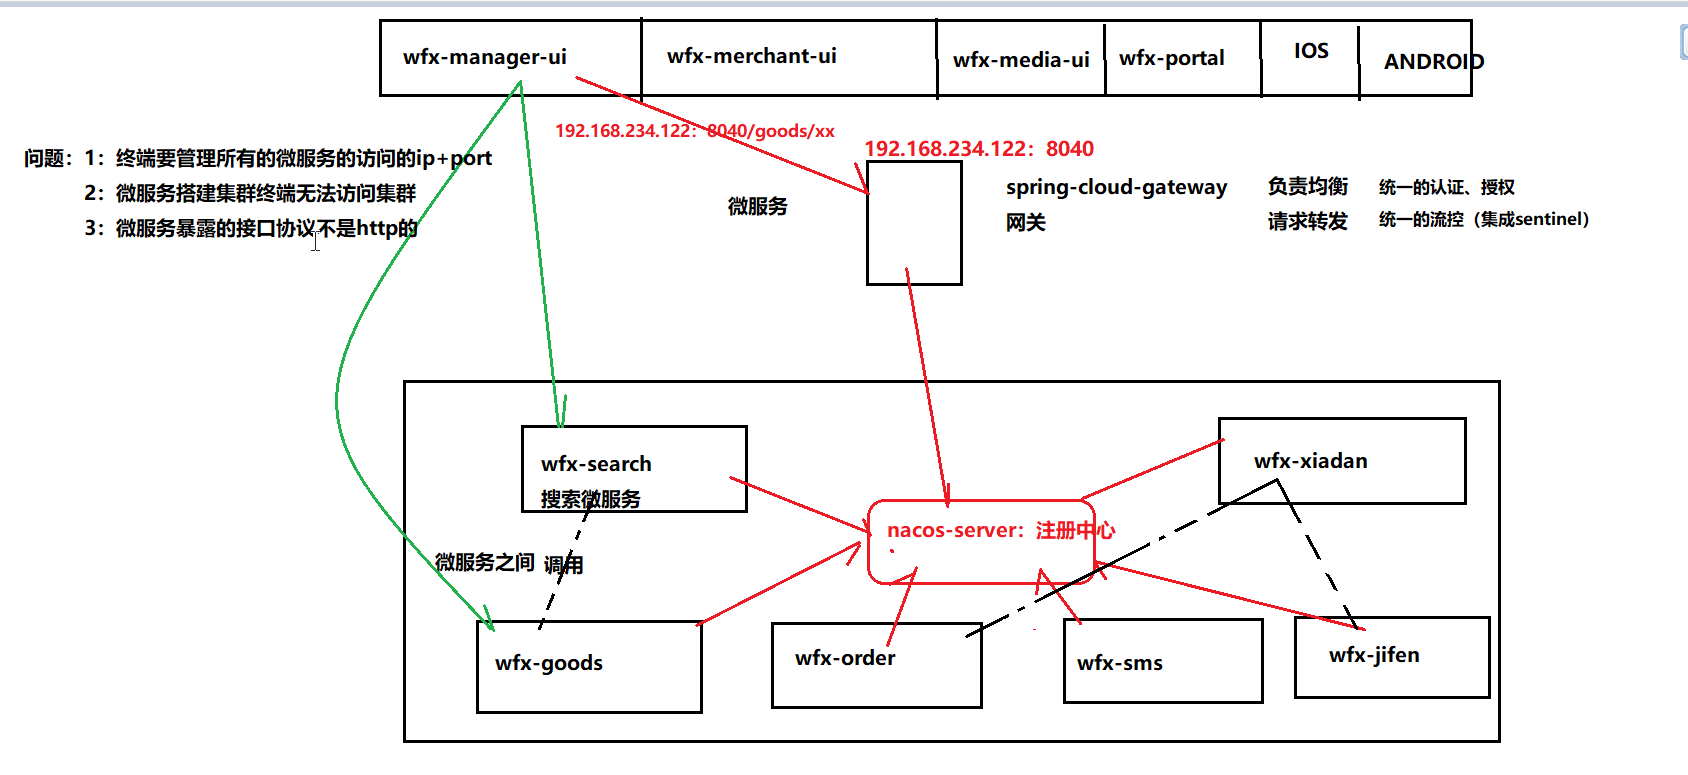 wfx-manager-ui
wfx-merchant-ui
wfx-media-ui
wfx-portal
IOS
ANDROID
192.168.234.122：8040/goods/xx
192.168.234.122：8040
问题：1：终端要管理所有的微服务的访问的ip+port
2：微服务搭建集群终端无法访问集群
3：微服务暴露的接口协议不是http的
微服务
spring-cloud-gateway
网关
负责均衡
请求转发
统一的认证、授权
统一的流控（集成sentinel）
wfx-search
搜索微服务
wfx-xiadan
nacos-server：注册中心
微服务之间 调用
wfx-goods
wfx-order
wfx-sms
wfx-jifen